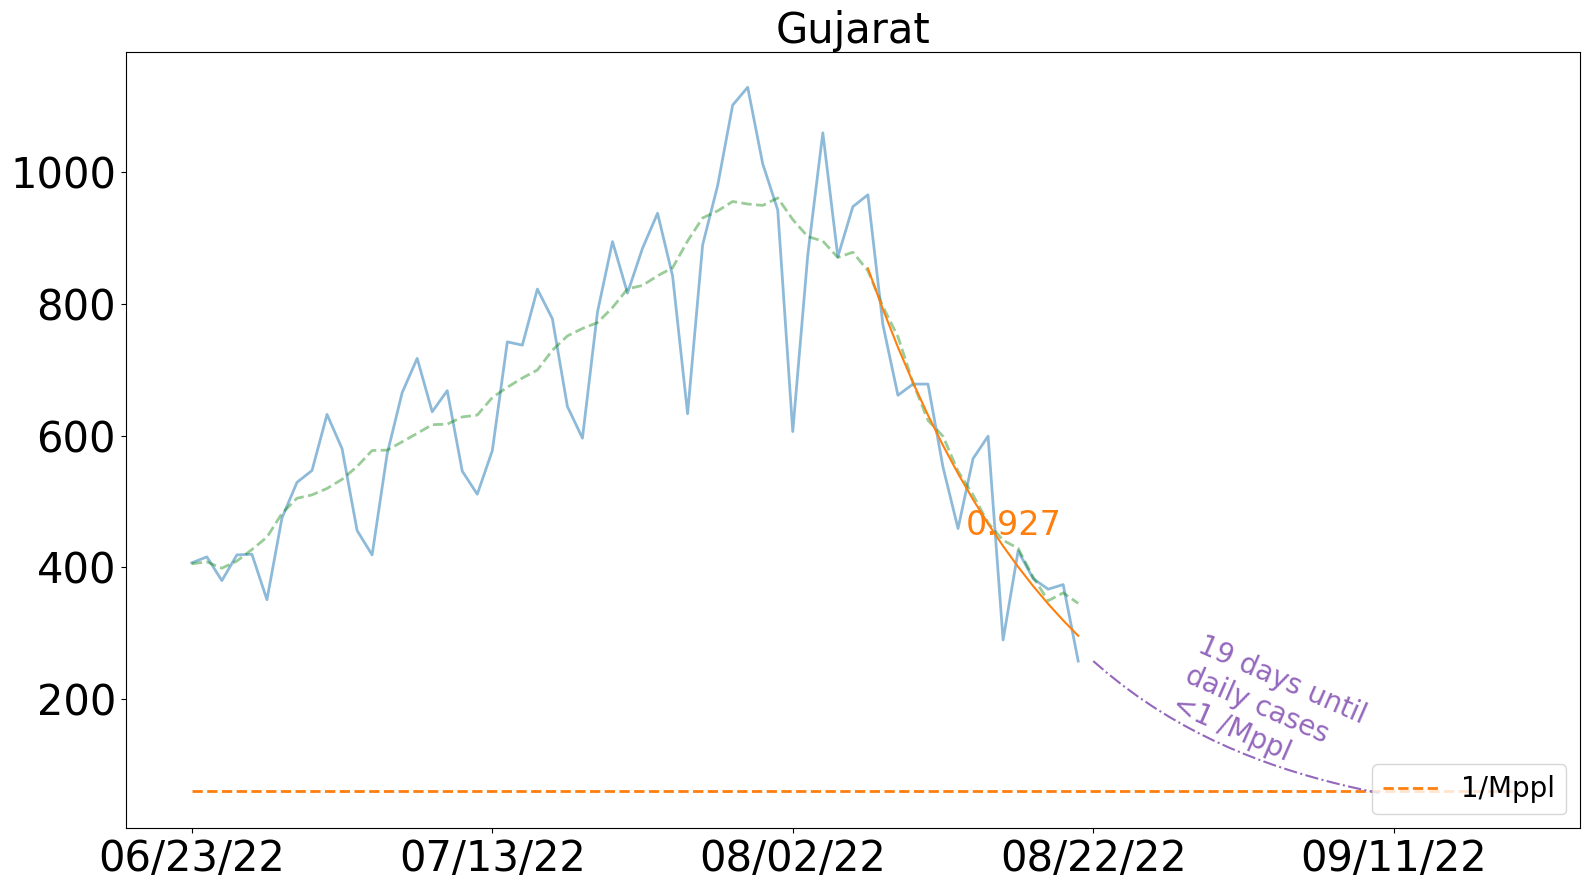 Gujarat
1000
800
600
400
200
0.927
19 days until
daily cases
<1 /Mppl
1/Mppl
06/23/22
07/13/22
08/02/22
08/22/22
09/11/22